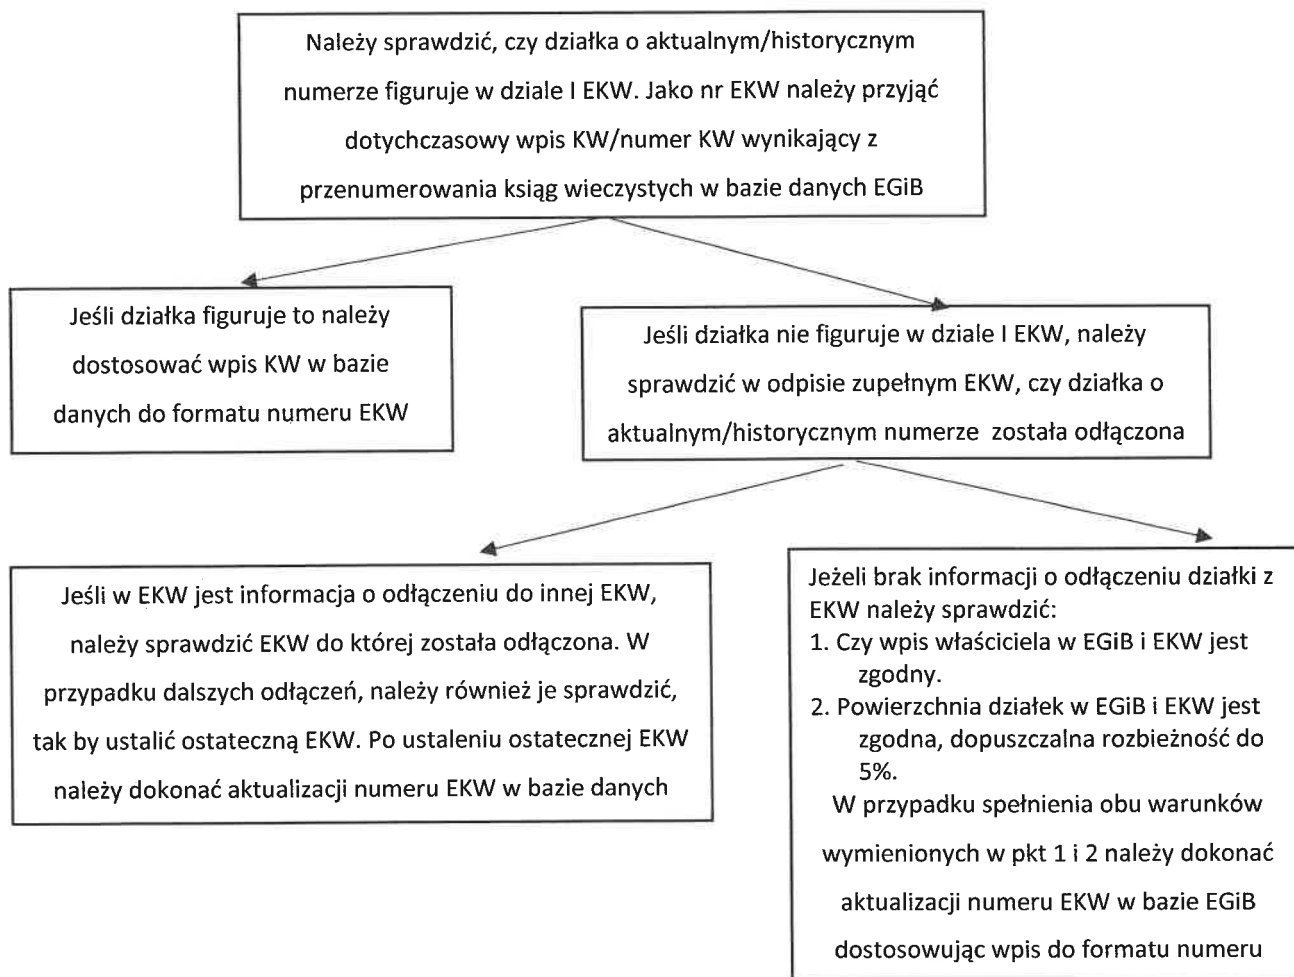 Należy sprawdzić, czy działka o aktualnym/historycznym
numerze figuruje w dziale I EKW. Jako nr EKW należy przyjąć
dotychczasowy wpis KW/numer KW wynikający z
przenumerowania ksiąg wieczystych w bazie danych EGiB
Jeśli działka figuruje to należy
dostosować wpis KW w bazie
danych do formatu numeru EKW
Jeśli działka nie figuruje w dziale I EKW, należy
sprawdzić w odpisie zupełnym EKW, czy działka o
aktualnym/historycznym numerze została odłączona
Jeśli w EKW jest informacja o odłączeniu do innej EKW,
należy sprawdzić EKW do której została odłączona. W
przypadku dalszych odłączeń, należy również je sprawdzić,
tak by ustalić ostateczną EKW. Po ustaleniu ostatecznej EKW
należy dokonać aktualizacji numeru EKW w bazie danych
Jeżeli brak informacji o odłączeniu działki z
EKW należy sprawdzić:
1. Czy wpis właściciela w EGiB i EKW jest
zgodny.
2. Powierzchnia działek w EGiB i EKW jest
zgodna, dopuszczalna rozbieżność do
5%.
W przypadku spełnienia obu warunków
wymienionych w pkt 1 i 2 należy dokonać
aktualizacji numeru EKW w bazie EGiB
dostosowując wpis do formatu numeru